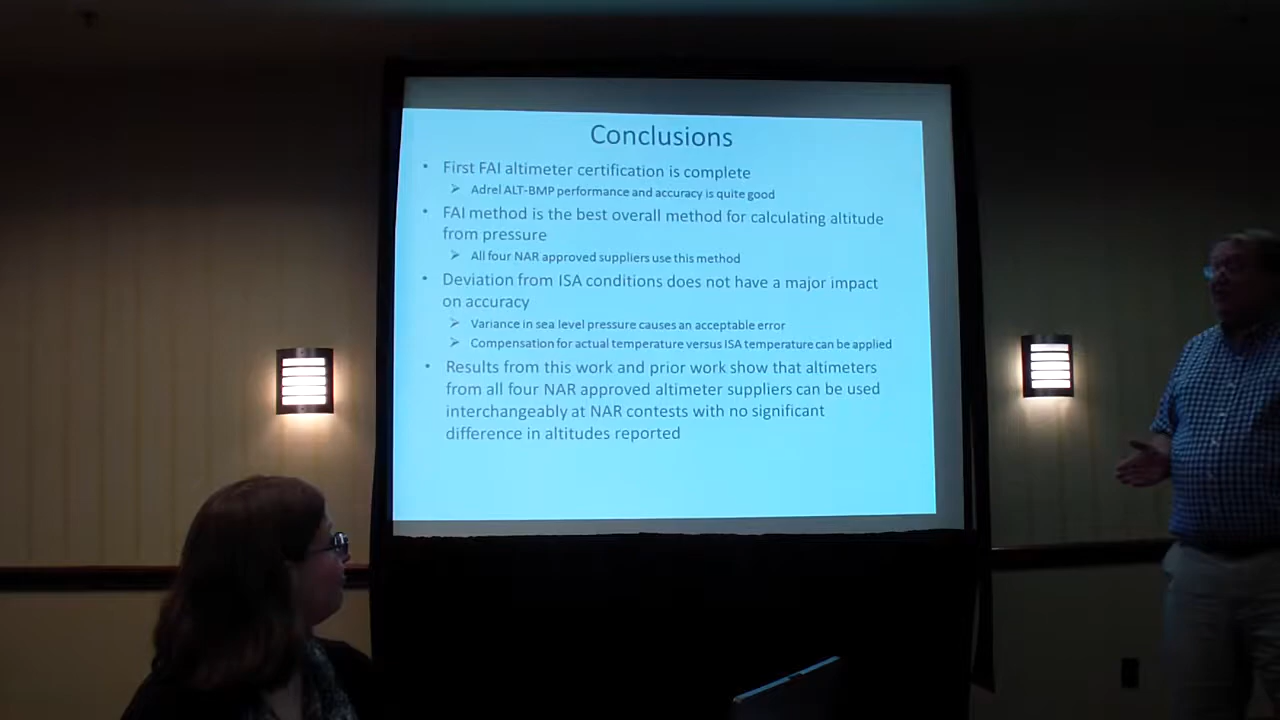 Conclusions
• First FAI altimeter certification is complete
➢ Adrel ALT-BMP performance and accuracy is quite good
• FAI method is the best overall method for calculating altitude
from pressure
➢ All four NAR approved suppliers use this method
• Deviation from ISA conditions does not have a major impact
on accuracy
➢ Variance in sea level pressure causes an acceptable error
➢ Compensation for actual temperature versus ISA temperature can be applied
• Results from this work and prior work show that altimeters
from all four NAR approved altimeter suppliers can be used
interchangeably at NAR contests with no significant
difference in altitudes reported